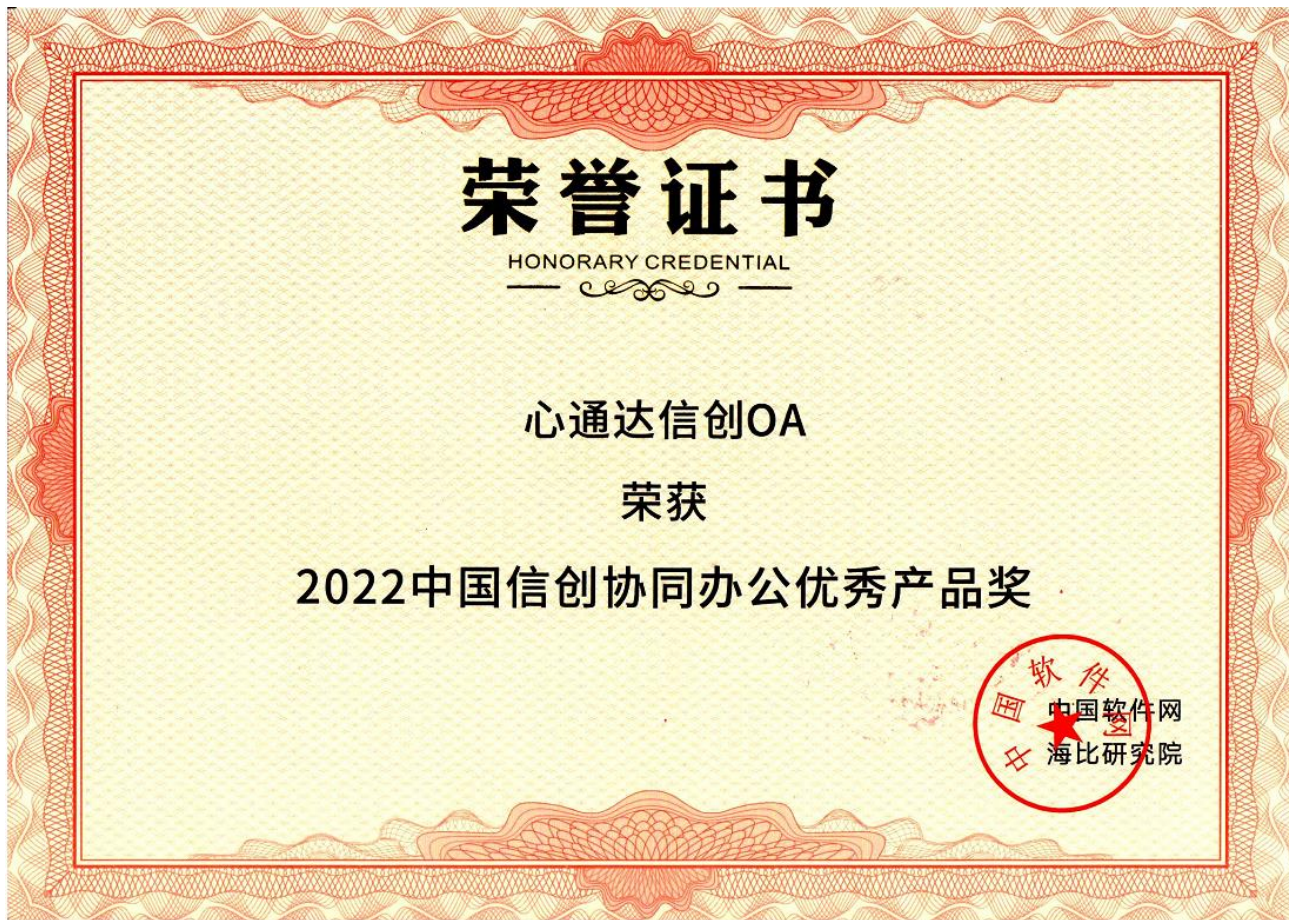 荣誉证书
HONORARY CREDENTIAL
心通达信创OA
荣获
2022中国信创协同办公优秀产品奖
中国软件网
中国软件网
海比研究院